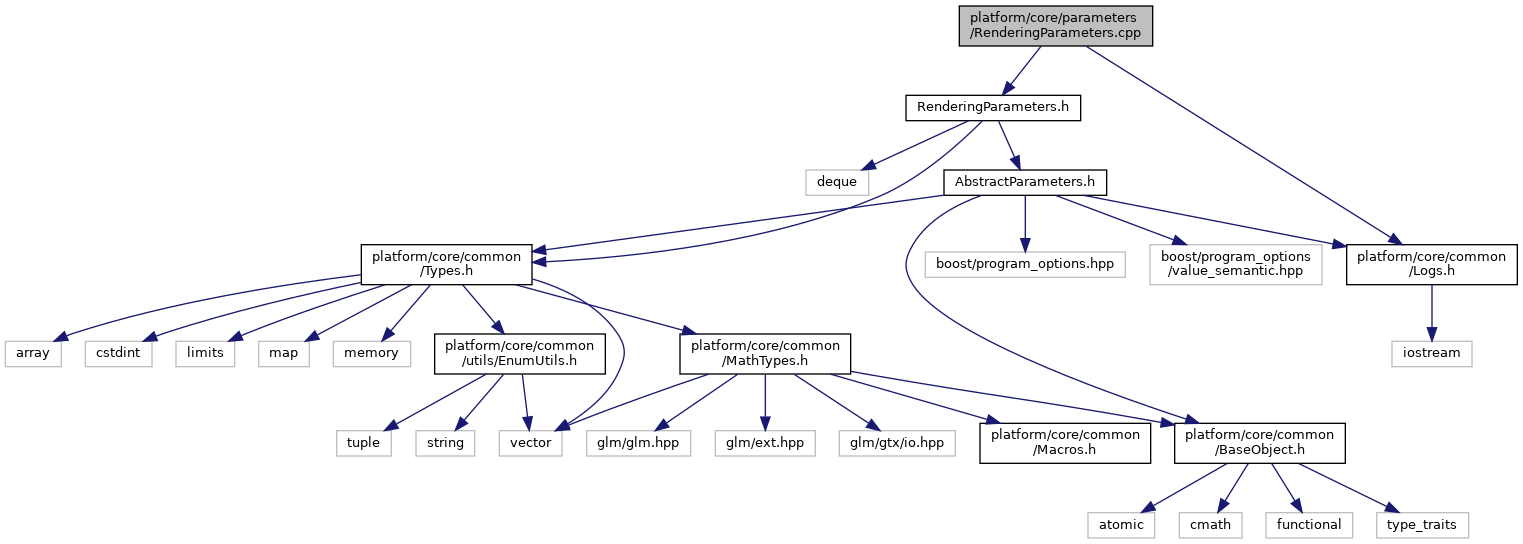 platform/core/parameters
/RenderingParameters.cpp
RenderingParameters.h
deque
AbstractParameters.h
platform/core/common
/Types.h
boost/program_options.hpp
boost/program_options
/value_semantic.hpp
platform/core/common
/Logs.h
array
cstdint
limits
map
memory
platform/core/common
/utils/EnumUtils.h
platform/core/common
/MathTypes.h
iostream
tuple
string
vector
glm/glm.hpp
glm/ext.hpp
glm/gtx/io.hpp
platform/core/common
/Macros.h
platform/core/common
/BaseObject.h
atomic
cmath
functional
type_traits